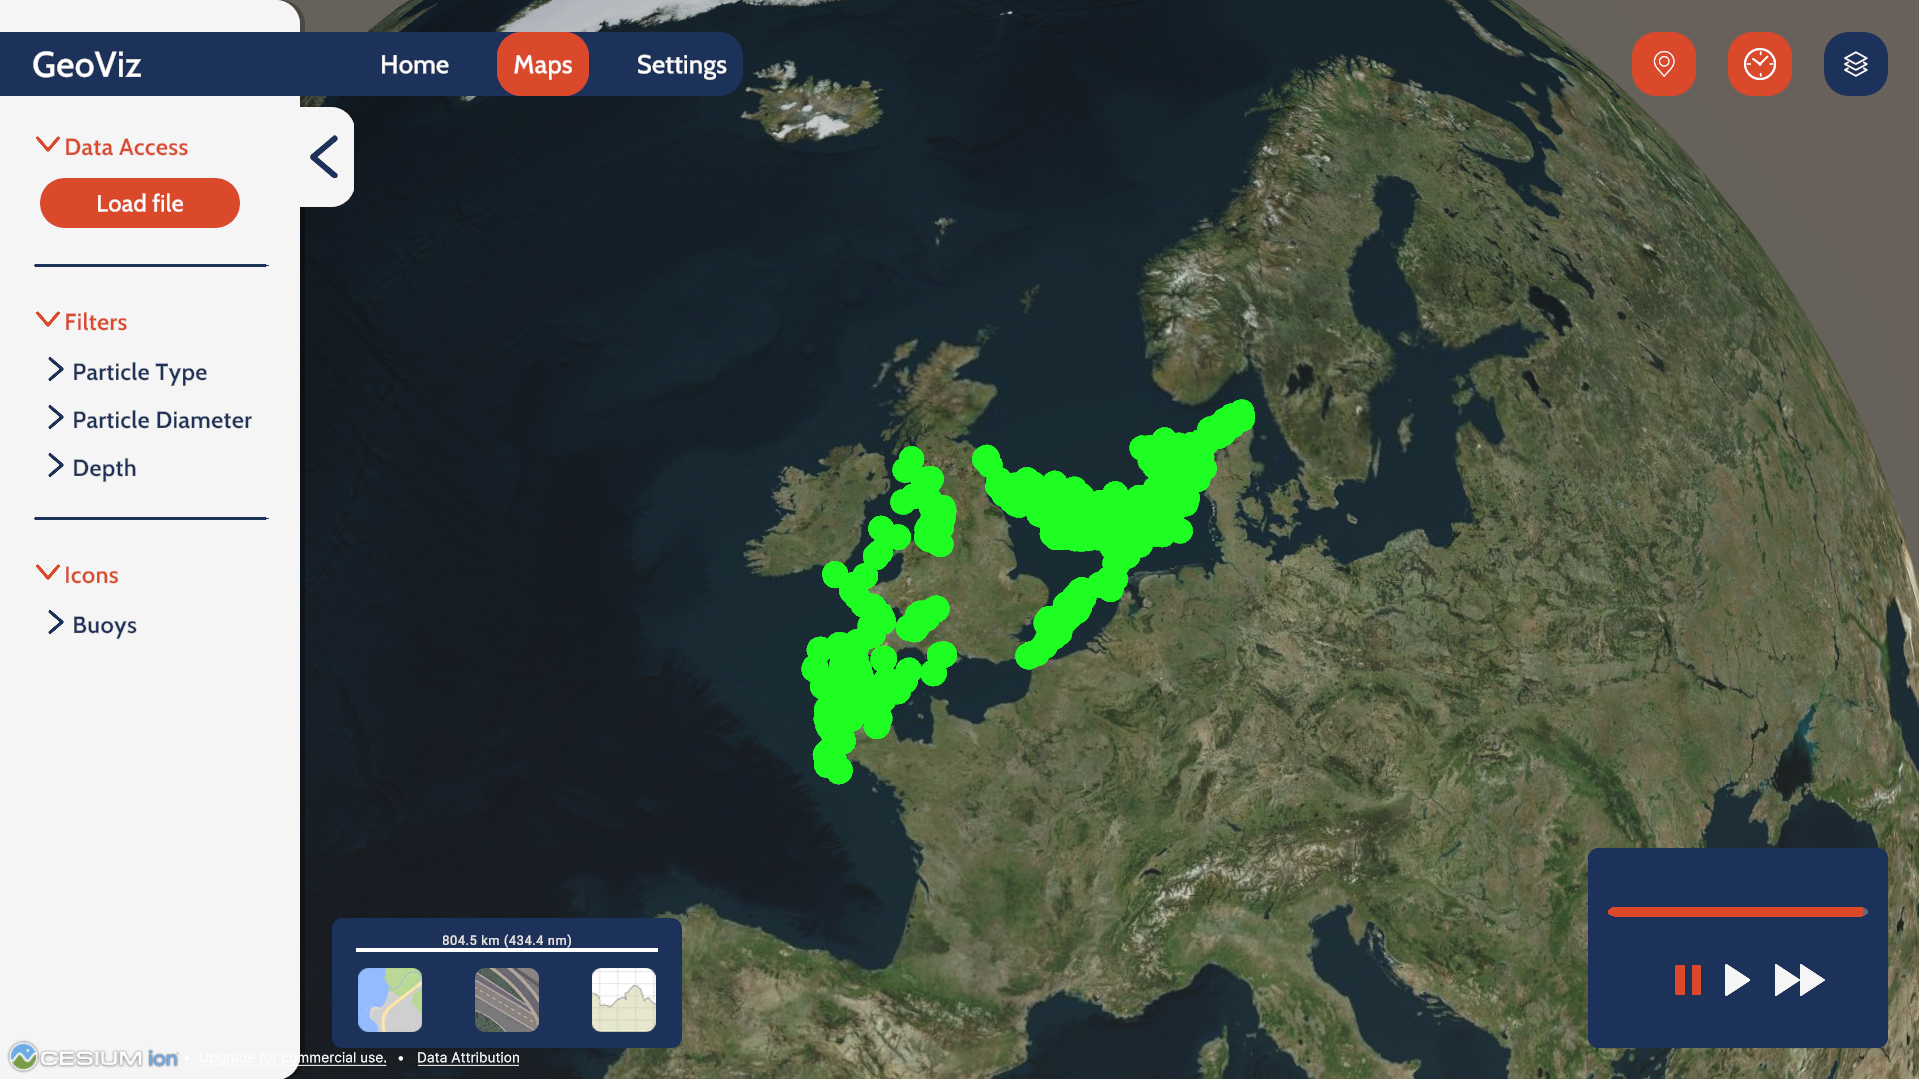 GeoViz
Home
Maps
Settings
Data Access
Load file
Filters
Particle Type
Particle Diameter
Depth
Icons
Buoys
804.5 km (434.4 nm)
CESIUM ion • Upgrade for commercial use. • Data Attribution